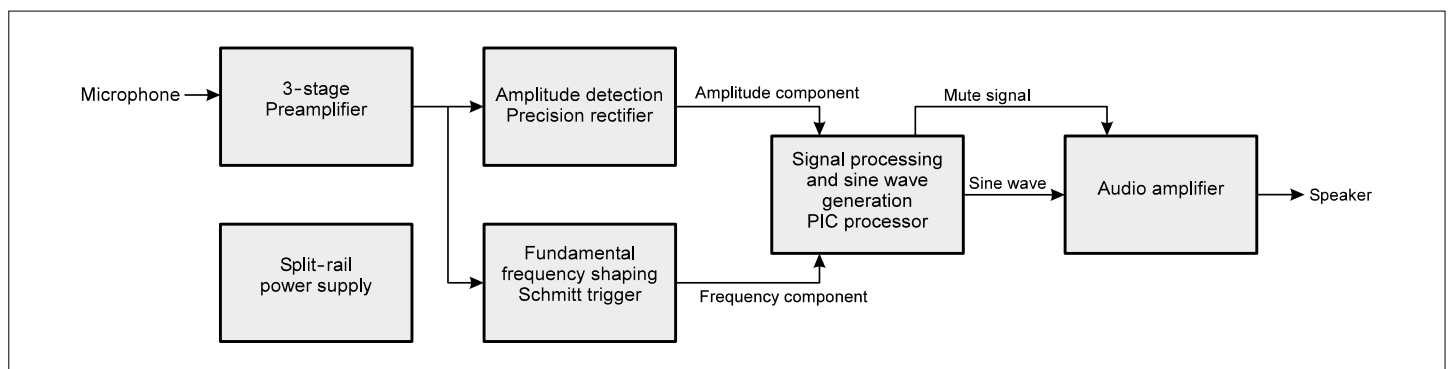 Microphone
3-stage
Preamplifier
Amplitude detection
Precision rectifier
Amplitude component
Mute signal
Signal processing
and sine wave
generation
PIC processor
Sine wave
Audio amplifier
Speaker
Split-rail
power supply
Fundamental
frequency shaping
Schmitt trigger
Frequency component